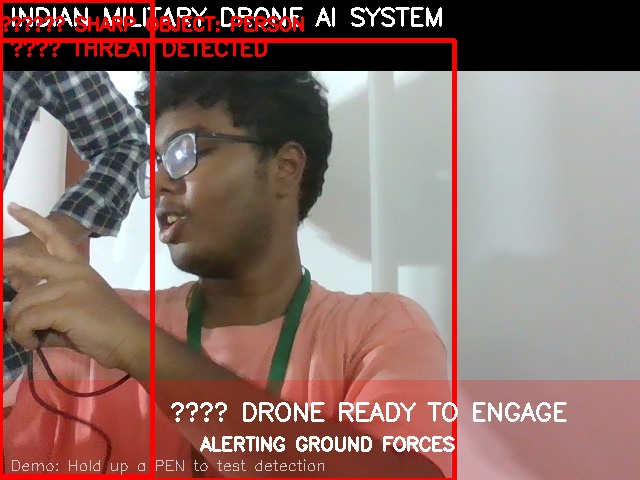 INDIAN MILITARY DRONE AI SYSTEM
?????? SHARP OBJECT: PERSON
???? THREAT DETECTED
???? DRONE READY TO ENGAGE
ALERTING GROUND FORCES
Demo: Hold up a PEN to test detection